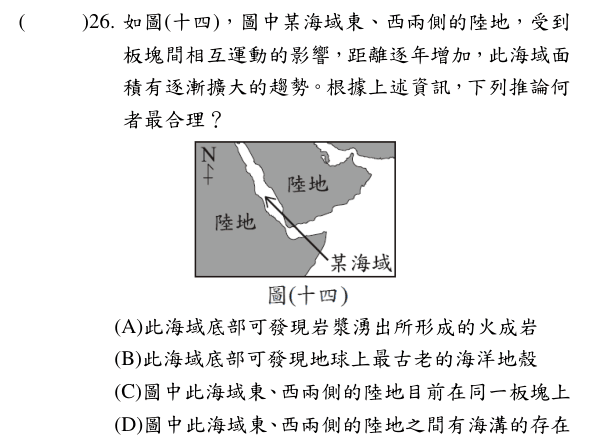 (　　)26. 如圖(十四)，圖中某海域東、西兩側的陸地，受到
板塊間相互運動的影響，距離逐年增加，此海域面
積有逐漸擴大的趨勢。根據上述資訊，下列推論何
者最合理？
N
陸地
陸地
某海域
圖(十四)
(A)此海域底部可發現岩漿湧出所形成的火成岩
(B)此海域底部可發現地球上最古老的海洋地殼
(C)圖中此海域東、西兩側的陸地目前在同一板塊上
(D)圖中此海域東、西兩側的陸地之間有海溝的存在